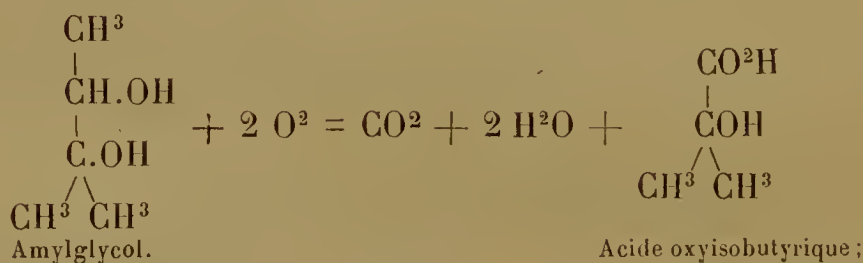 CH³
CH.OH
C.OH
CH³ CH³
Amylglycol.
+ 2 O² = CO² + 2 H²O +
CO²H
COH
CH³ CH³
Acide oxyisobutyrique;